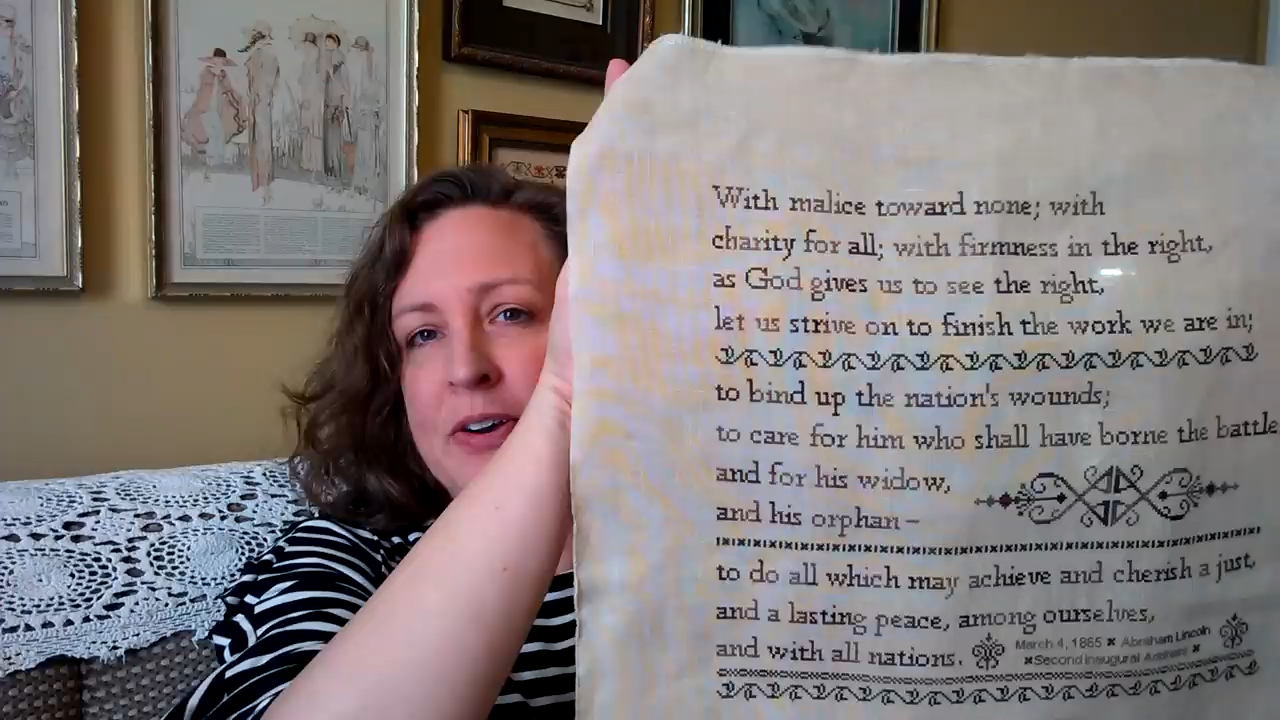 With malice toward none; with
charity for all; with firmness in the right,
as God gives us to see the right,
let us strive on to finish the work we are in;
to bind up the nation's wounds;
to care for him who shall have borne the battle
and for his widow,
and his orphan –
to do all which may achieve and cherish a just,
and a lasting peace, among ourselves,
and with all nations.
March 4, 1865 Abraham Lincoln
Second Inaugural Address